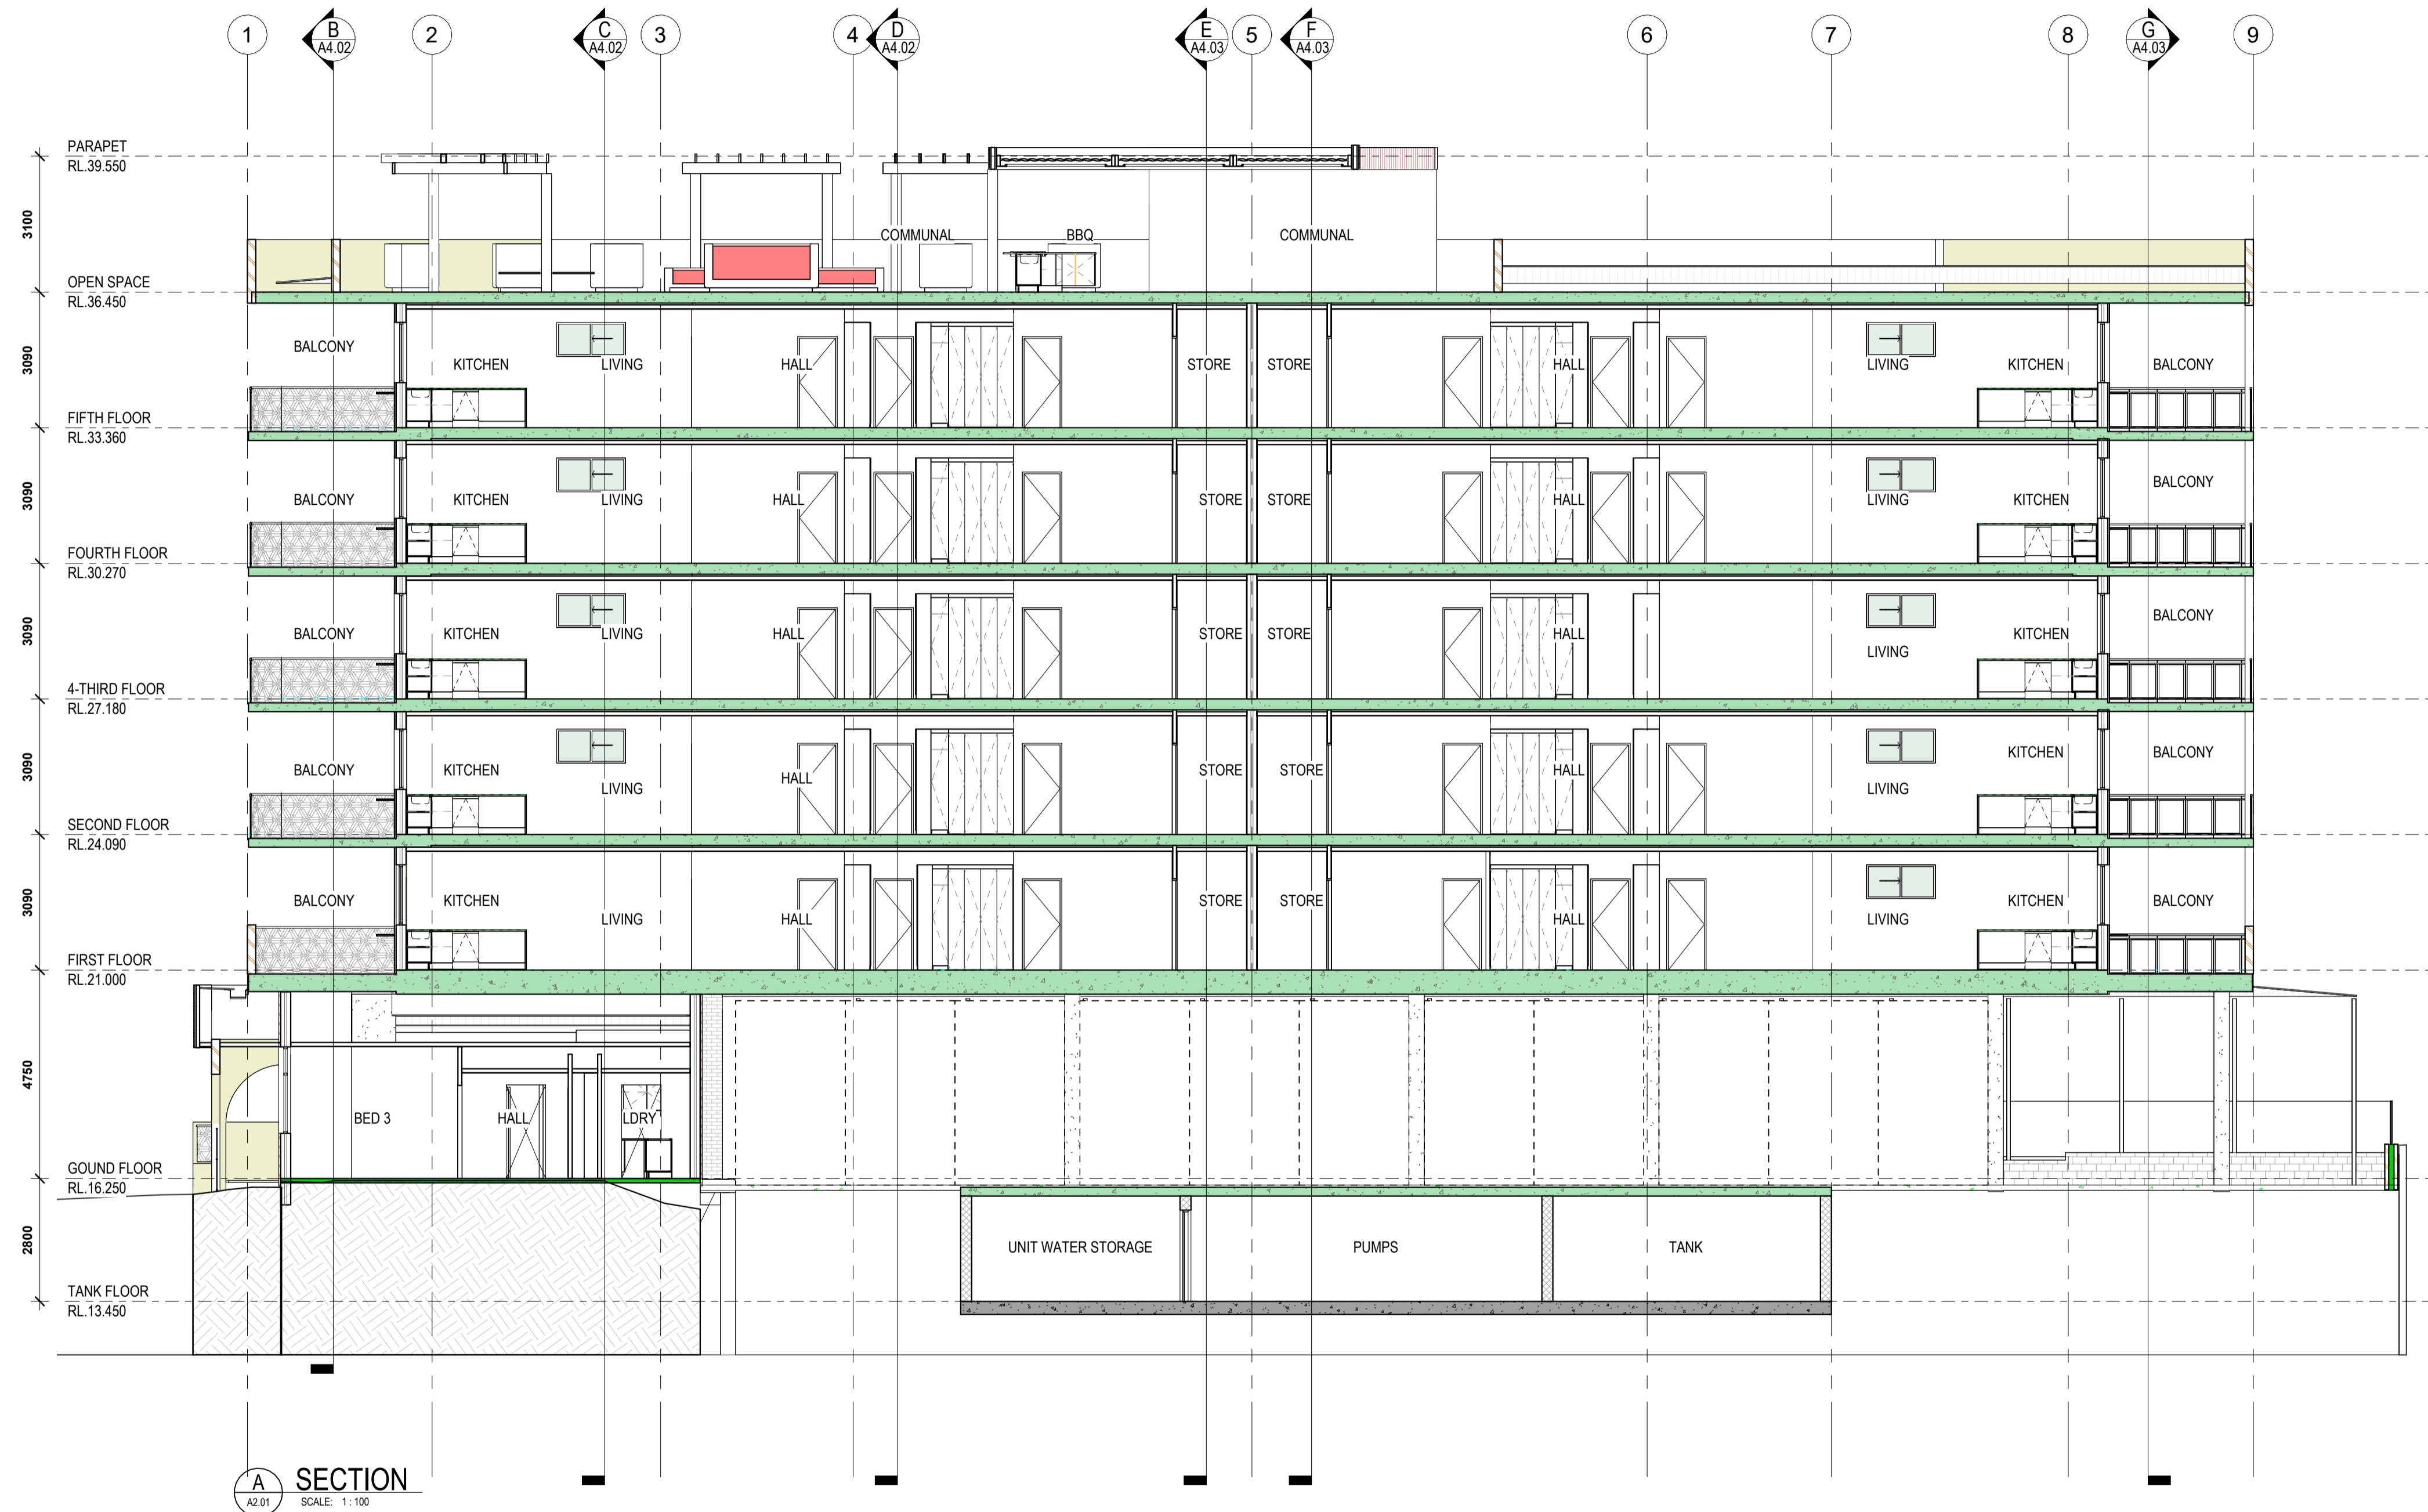 1
B
A4.02
2
C
A4.02
3
4
D
A4.02
E
A4.03
5
F
A4.03
6
7
8
G
A4.03
9
PARAPET
RL.39.550
3100
COMMUNAL
BBQ
COMMUNAL
OPEN SPACE
RL.36.450
3090
BALCONY
KITCHEN
LIVING
HALL
STORE
STORE
HALL
LIVING
KITCHEN
BALCONY
FIFTH FLOOR
RL.33.360
3090
BALCONY
KITCHEN
LIVING
HALL
STORE
STORE
HALL
LIVING
KITCHEN
BALCONY
FOURTH FLOOR
RL.30.270
3090
BALCONY
KITCHEN
LIVING
HALL
STORE
STORE
HALL
LIVING
KITCHEN
BALCONY
4-THIRD FLOOR
RL.27.180
3090
BALCONY
KITCHEN
LIVING
HALL
STORE
STORE
HALL
LIVING
KITCHEN
BALCONY
SECOND FLOOR
RL.24.090
3090
BALCONY
KITCHEN
LIVING
HALL
STORE
STORE
HALL
LIVING
KITCHEN
BALCONY
FIRST FLOOR
RL.21.000
4750
BED 3
HALL
LDRY
GOUND FLOOR
RL.16.250
2800
UNIT WATER STORAGE
PUMPS
TANK
TANK FLOOR
RL.13.450
A
A2.01
SECTION
SCALE: 1 : 100